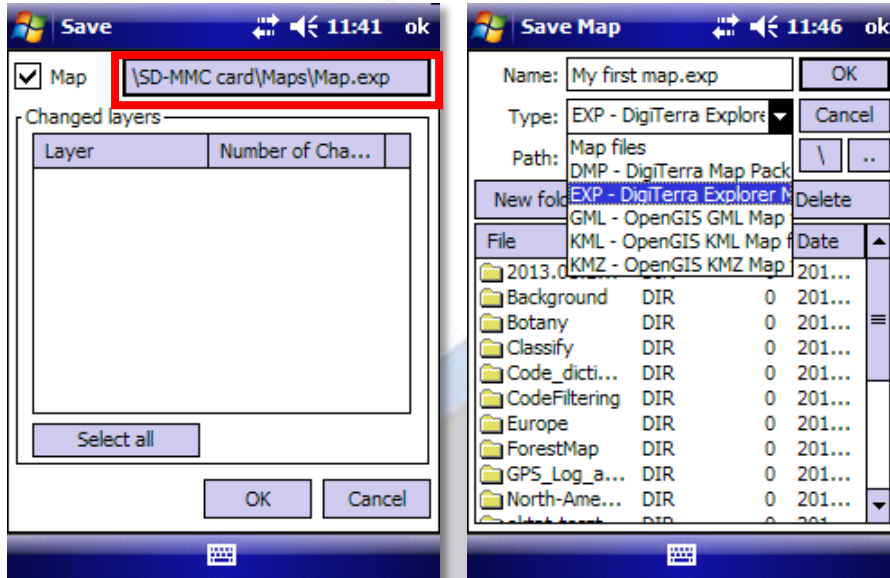 Save 11:41 ok
Map \SD-MMC card\Maps\Map.exp
Changed layers
Layer Number of Cha...
Select all
OK Cancel
Save Map 11:46 ok
Name: My first map.exp OK
Type: EXP - DigiTerra Explore Cancel
Path: \ ..
Map files
DMP - DigiTerra Map Pack
EXP - DigiTerra Explorer M
GML - OpenGIS GML Map
KML - OpenGIS KML Map f
KMZ - OpenGIS KMZ Map
New fold Delete
File Date
2013.0 0 201...
Background DIR 0 201...
Botany DIR 0 201...
Classify DIR 0 201...
Code_dicti... DIR 0 201...
CodeFiltering DIR 0 201...
Europe DIR 0 201...
ForestMap DIR 0 201...
GPS_Log_a... DIR 0 201...
North-Ame... DIR 0 201...